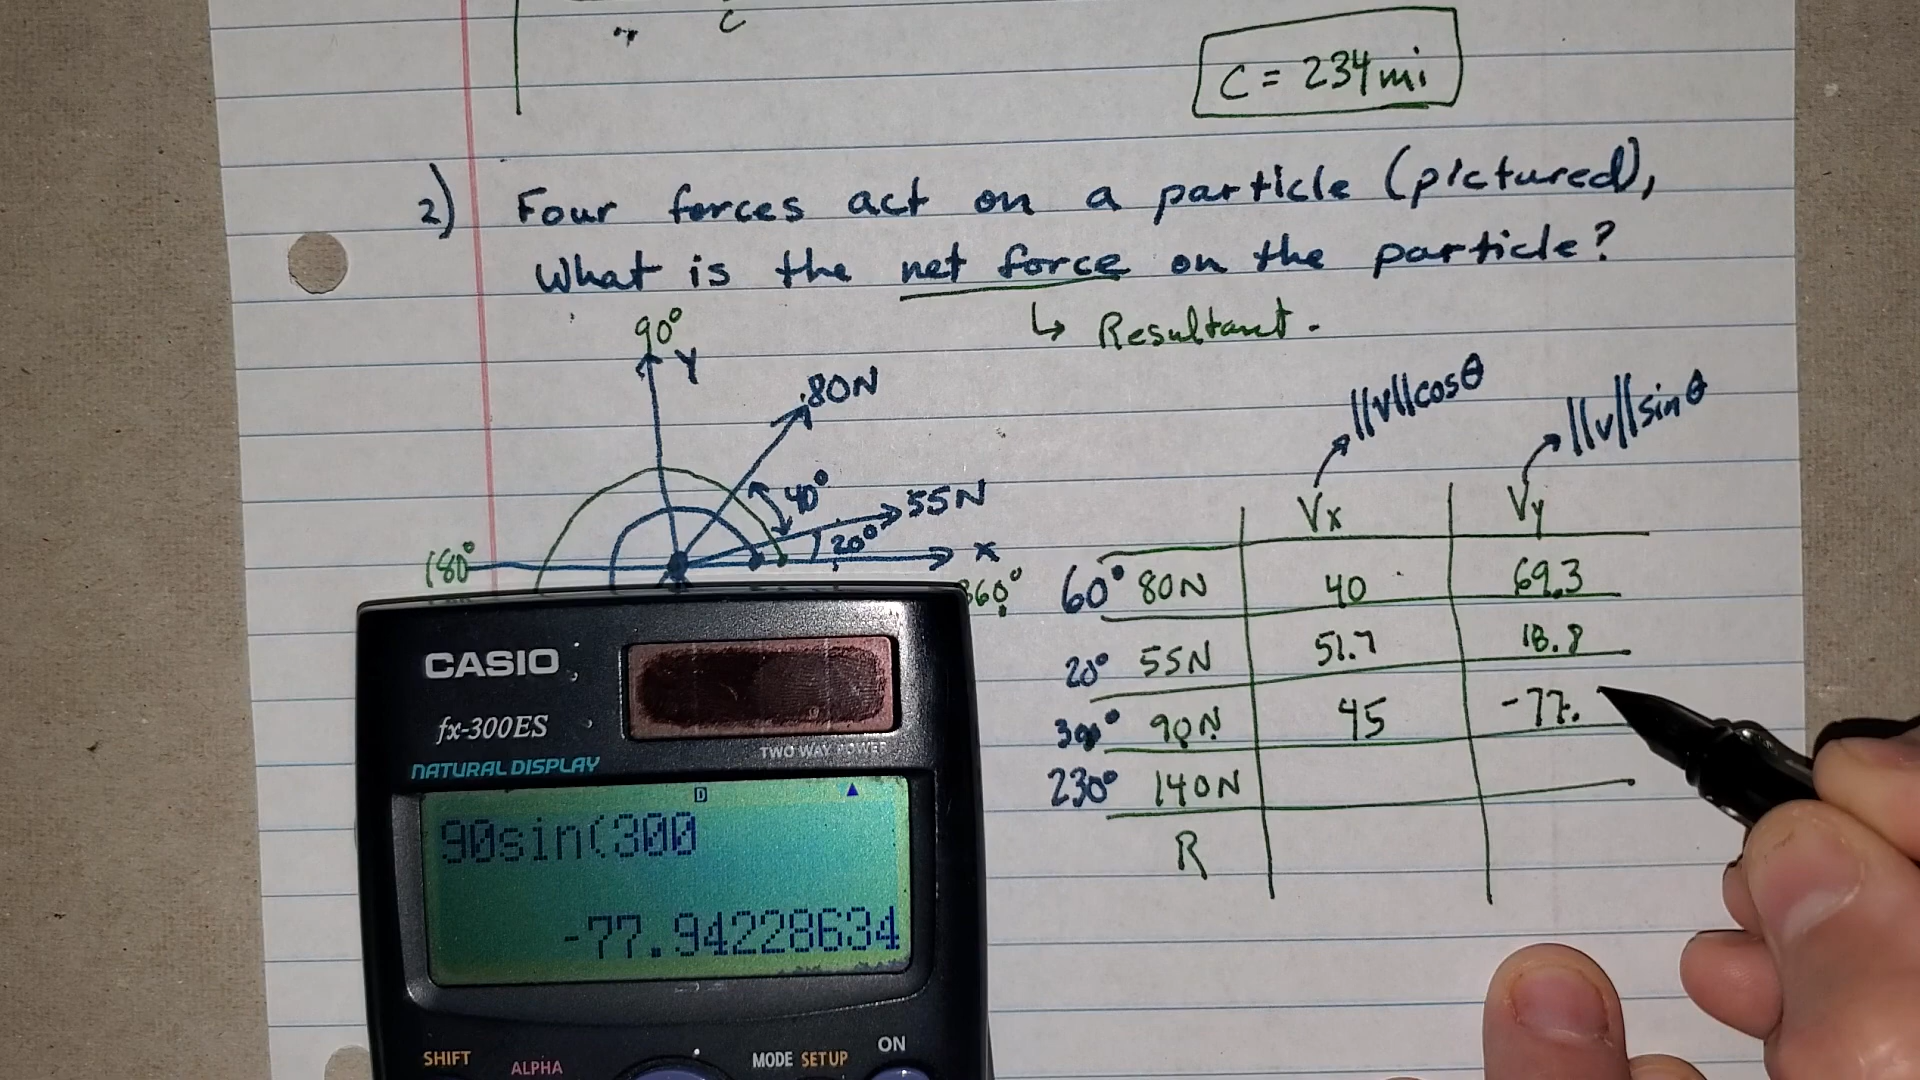 C
C = 234mi
2) Four forces act on a particle (pictured),
What is the net force on the particle?
↳ Resultant.
90°
Y
80N
40°
55N
20°
x
180°
360°
||v||cosθ
||v||sinθ
Vx Vy
60° 80N 40 69.3
20° 55N 51.7 18.8
300° 90N 45 -77.
230° 140N
R
CASIO
fx-300ES
TWO WAY POWER
NATURAL DISPLAY
D
90sin(300
-77.94228634
SHIFT ALPHA MODE SETUP ON